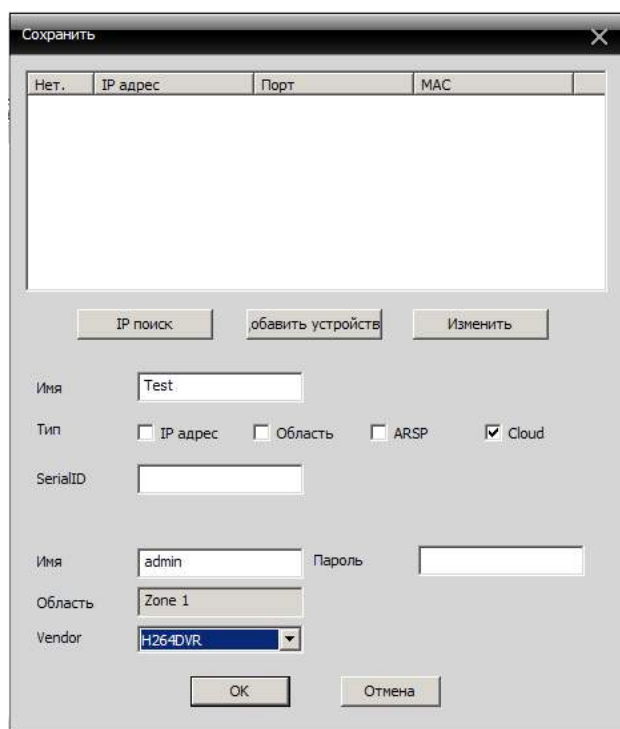 Сохранить
Нет. IP адрес Порт MAC
IP поиск обавить устройств Изменить
Имя Test
Тип IP адрес Область ARSP Cloud
SerialID
Имя admin Пароль
Область Zone 1
Vendor H264DVR
OK Отмена